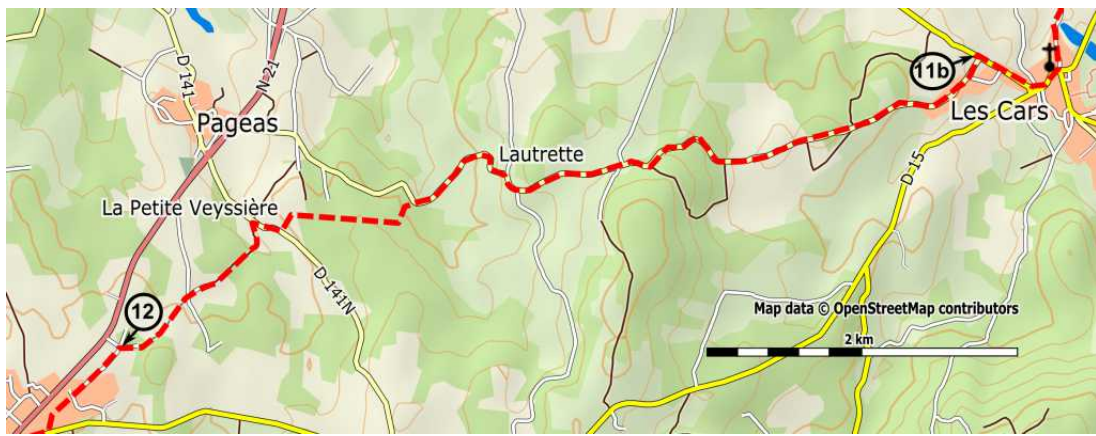 D 141
N 21
Pageas
Lautrette
11b
Les Cars
D 15
La Petite Veyssière
D 141N
12
Map data © OpenStreetMap contributors
2 km